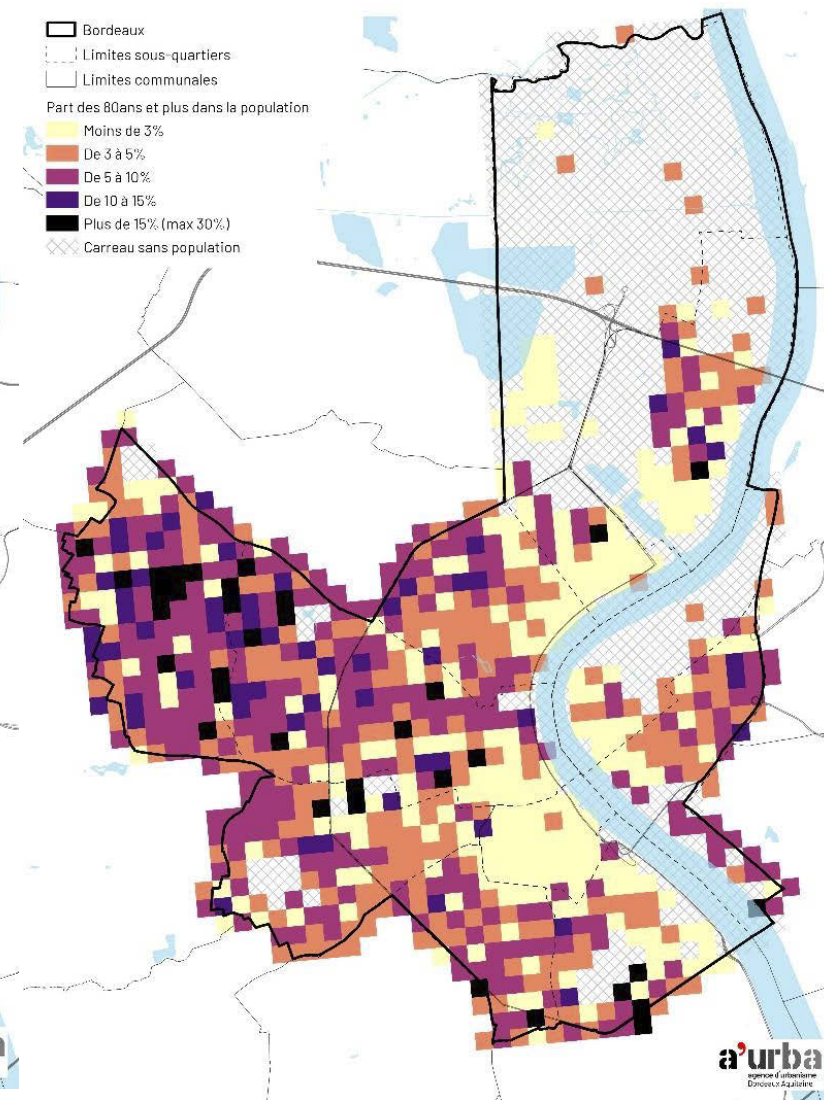 Bordeaux
Limites sous-quartiers
Limites communales
Part des 80ans et plus dans la population
Moins de 3%
De 3 à 5%
De 5 à 10%
De 10 à 15%
Plus de 15% (max 30%)
Carreau sans population
a'urba
agence d'urbanisme
Bordeaux Aquitaine